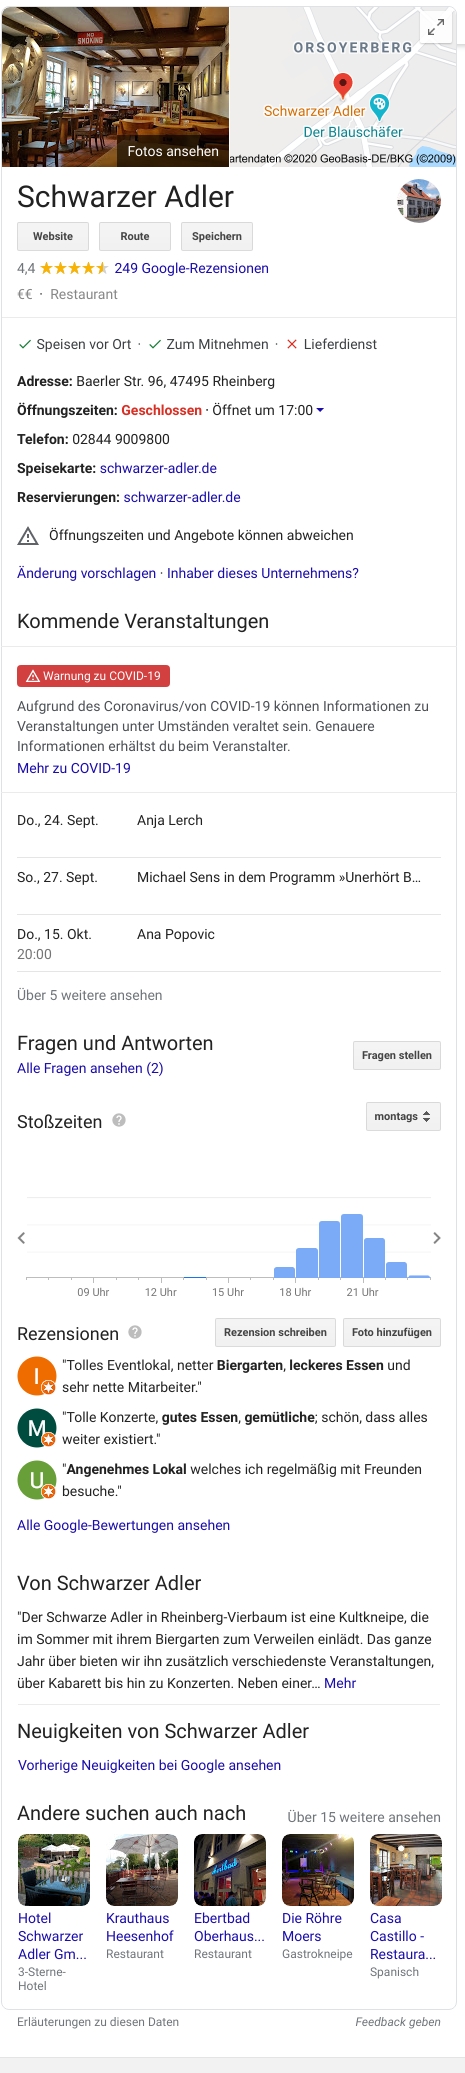 NO
SMOKING
Fotos ansehen
ORSOYERBERG
Schwarzer Adler
Der Blauschäfer
artendaten ©2020 GeoBasis-DE/BKG (©2009)
Schwarzer Adler
Website Route Speichern
4,4 249 Google-Rezensionen
€€ · Restaurant
Speisen vor Ort · Zum Mitnehmen · Lieferdienst
Adresse: Baerler Str. 96, 47495 Rheinberg
Öffnungszeiten: Geschlossen · Öffnet um 17:00
Telefon: 02844 9009800
Speisekarte: schwarzer-adler.de
Reservierungen: schwarzer-adler.de
Öffnungszeiten und Angebote können abweichen
Änderung vorschlagen · Inhaber dieses Unternehmens?
Kommende Veranstaltungen
Warnung zu COVID-19
Aufgrund des Coronavirus/von COVID-19 können Informationen zu
Veranstaltungen unter Umständen veraltet sein. Genauere
Informationen erhältst du beim Veranstalter.
Mehr zu COVID-19
Do., 24. Sept. Anja Lerch
So., 27. Sept. Michael Sens in dem Programm »Unerhört B...
Do., 15. Okt. Ana Popovic
20:00
Über 5 weitere ansehen
Fragen und Antworten
Fragen stellen
Alle Fragen ansehen (2)
Stoßzeiten ? montags
09 Uhr 12 Uhr 15 Uhr 18 Uhr 21 Uhr
Rezensionen ? Rezension schreiben Foto hinzufügen
I "Tolles Eventlokal, netter Biergarten, leckeres Essen und
sehr nette Mitarbeiter."
M "Tolle Konzerte, gutes Essen, gemütliche; schön, dass alles
weiter existiert."
U "Angenehmes Lokal welches ich regelmäßig mit Freunden
besuche."
Alle Google-Bewertungen ansehen
Von Schwarzer Adler
"Der Schwarze Adler in Rheinberg-Vierbaum ist eine Kultkneipe, die
im Sommer mit ihrem Biergarten zum Verweilen einlädt. Das ganze
Jahr über bieten wir ihn zusätzlich verschiedenste Veranstaltungen,
über Kabarett bis hin zu Konzerten. Neben einer... Mehr
Neuigkeiten von Schwarzer Adler
Vorherige Neuigkeiten bei Google ansehen
Andere suchen auch nach Über 15 weitere ansehen
Hotel
Schwarzer
Adler Gm...
3-Sterne-
Hotel
Krauthaus
Heesenhof
Restaurant
Ebertbad
Oberhaus...
Restaurant
Die Röhre
Moers
Gastrokneipe
Casa
Castillo -
Restaura...
Spanisch
Erläuterungen zu diesen Daten Feedback geben